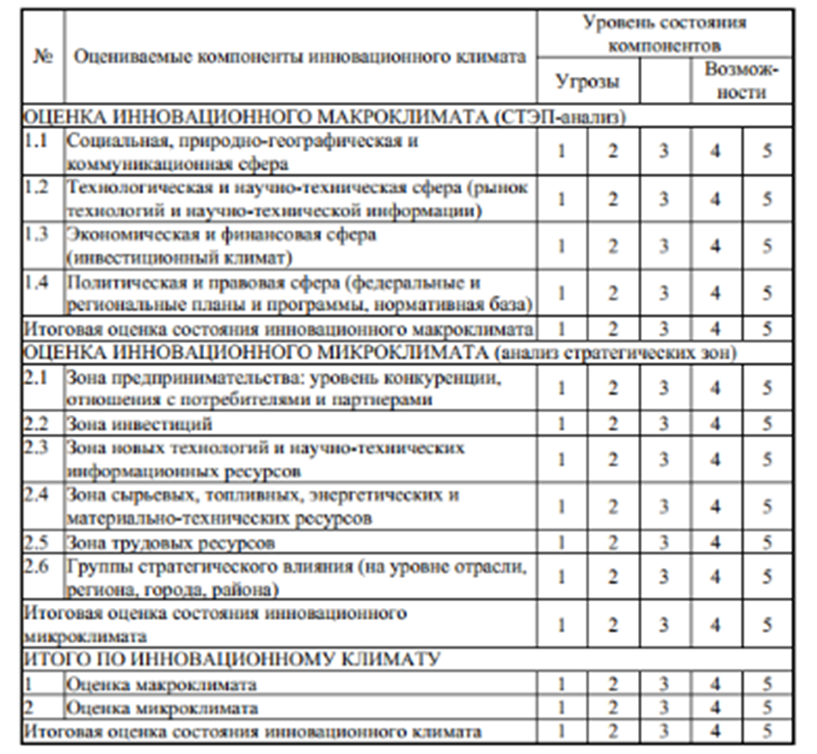 № Оцениваемые компоненты инновационного климата Уровень состояния
компонентов
Угрозы Возмож-
ности
ОЦЕНКА ИННОВАЦИОННОГО МАКРОКЛИМАТА (СТЭП-анализ)
1.1 Социальная, природно-географическая и
коммуникационная сфера 1 2 3 4 5
1.2 Технологическая и научно-техническая сфера (рынок
технологий и научно-технической информации) 1 2 3 4 5
1.3 Экономическая и финансовая сфера
(инвестиционный климат) 1 2 3 4 5
1.4 Политическая и правовая сфера (федеральные и
региональные планы и программы, нормативная база) 1 2 3 4 5
Итоговая оценка состояния инновационного макроклимата 1 2 3 4 5
ОЦЕНКА ИННОВАЦИОННОГО МИКРОКЛИМАТА (анализ стратегических зон)
2.1 Зона предпринимательства: уровень конкуренции,
отношения с потребителями и партнерами 1 2 3 4 5
2.2 Зона инвестиций 1 2 3 4 5
2.3 Зона новых технологий и научно-технических
информационных ресурсов 1 2 3 4 5
2.4 Зона сырьевых, топливных, энергетических и
материально-технических ресурсов 1 2 3 4 5
2.5 Зона трудовых ресурсов 1 2 3 4 5
2.6 Группы стратегического влияния (на уровне отрасли,
региона, города, района) 1 2 3 4 5
Итоговая оценка состояния инновационного
микроклимата 1 2 3 4 5
ИТОГО ПО ИННОВАЦИОННОМУ КЛИМАТУ
1 Оценка макроклимата 1 2 3 4 5
2 Оценка микроклимата 1 2 3 4 5
Итоговая оценка состояния инновационного климата 1 2 3 4 5